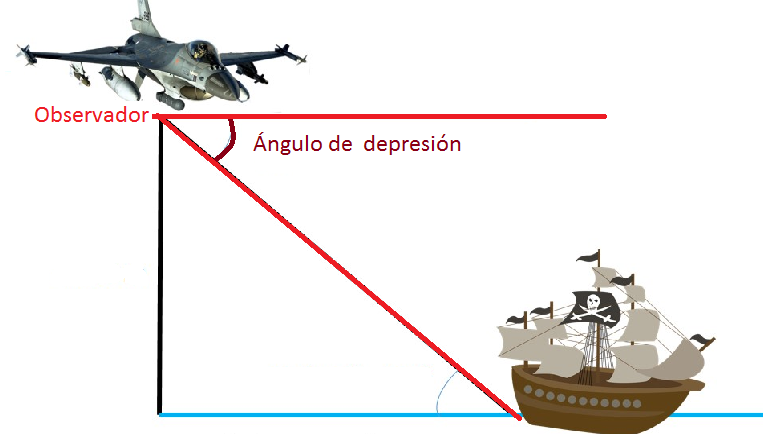 Observador
Ángulo de  depresión